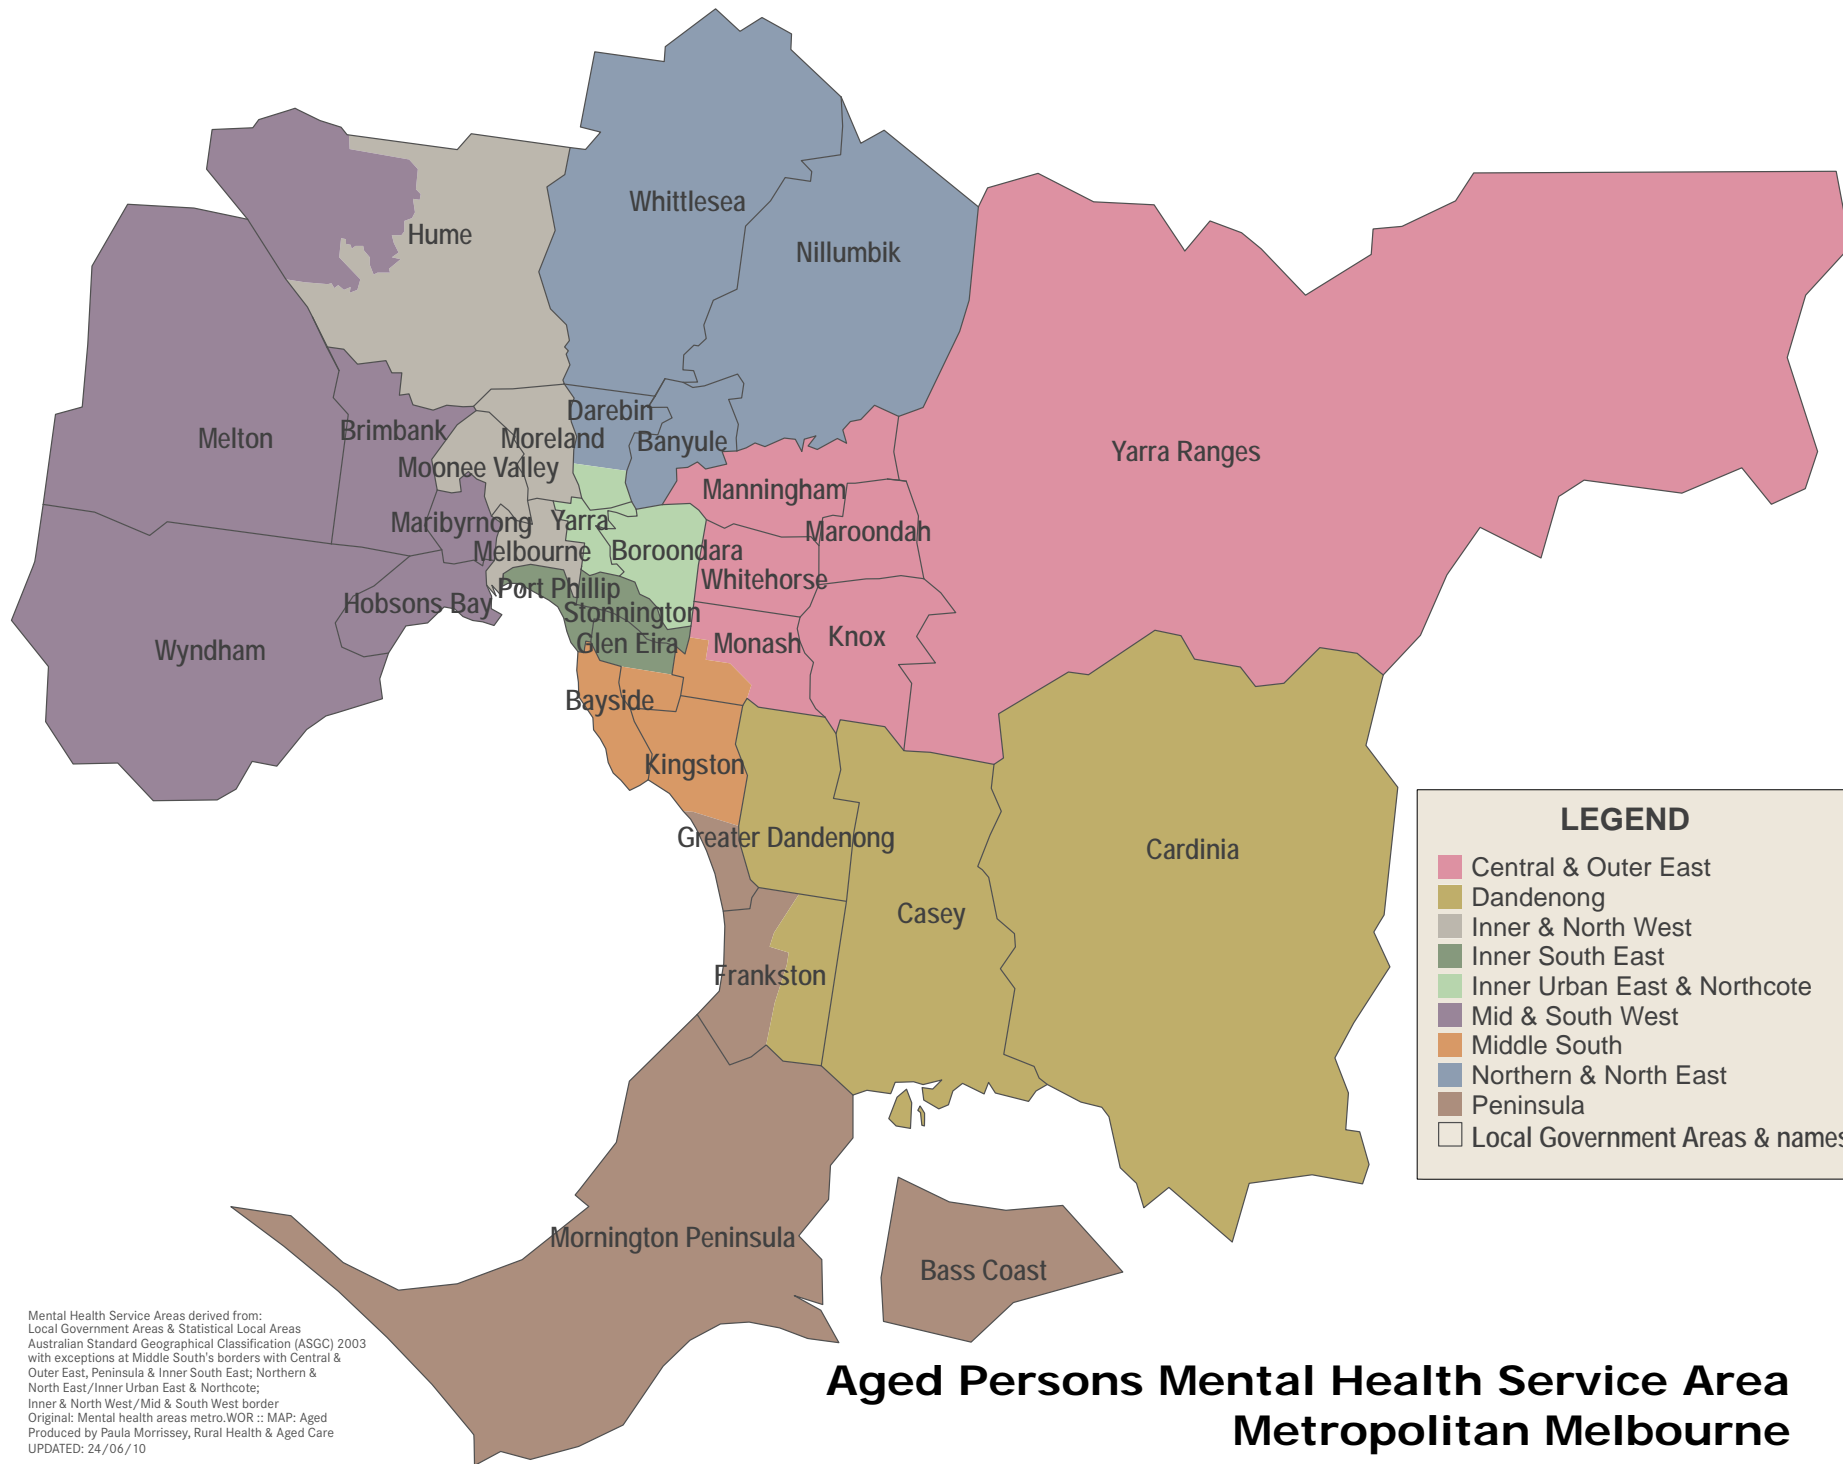 Whittlesea
Hume
Nillumbik
Darebin
Melton
Brimbank
Moreland
Banyule
Yarra Ranges
Moonee Valley
Manningham
Maribyrnong
Yarra
Maroondah
Melbourne
Boroondara
Whitehorse
Port Phillip
Hobsons Bay
Stonnington
Glen Eira
Monash
Knox
Wyndham
Bayside
Kingston
Greater Dandenong
Cardinia
Casey
Frankston
Mornington Peninsula
Bass Coast
LEGEND
Central & Outer East
Dandenong
Inner & North West
Inner South East
Inner Urban East & Northcote
Mid & South West
Middle South
Northern & North East
Peninsula
Local Government Areas & names
Mental Health Service Areas derived from:
Local Government Areas & Statistical Local Areas
Australian Standard Geographical Classification (ASGC) 2003
with exceptions at Middle South's borders with Central &
Outer East, Peninsula & Inner South East; Northern &
North East/Inner Urban East & Northcote;
Inner & North West/Mid & South West border
Original: Mental health areas metro.WOR :: MAP: Aged
Produced by Paula Morrissey, Rural Health & Aged Care
UPDATED: 24/06/10
Aged Persons Mental Health Service Area
Metropolitan Melbourne